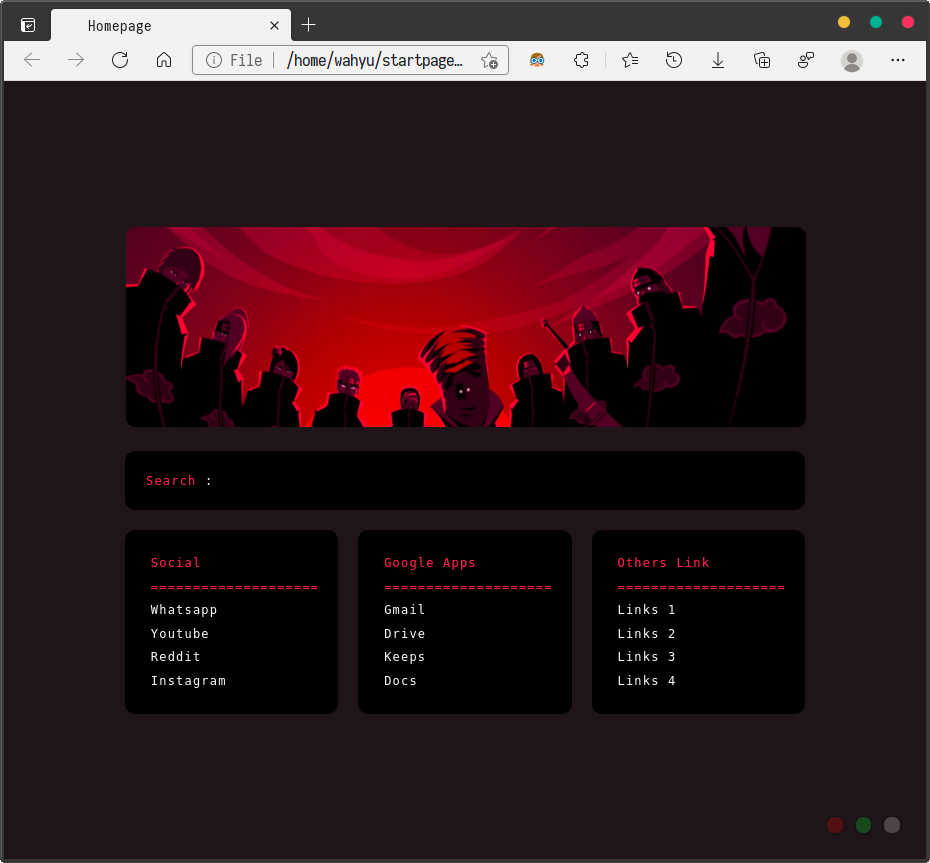 Homepage
File /home/wahyu/startpage...
Search :
Social
====================
Whatsapp
Youtube
Reddit
Instagram
Google Apps
====================
Gmail
Drive
Keeps
Docs
Others Link
====================
Links 1
Links 2
Links 3
Links 4